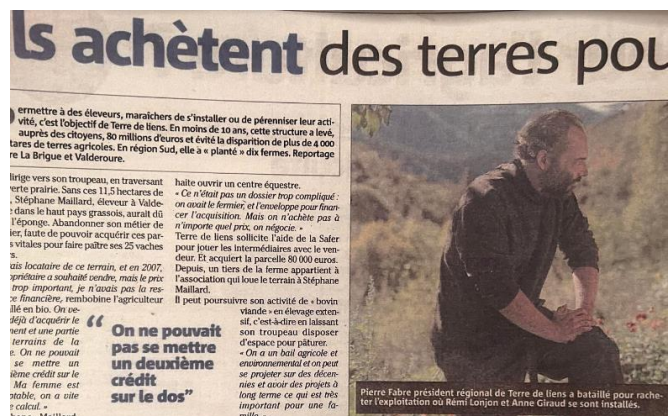 ls achètent des terres pou
ermettre à des éleveurs, maraîchers de s'installer ou de pérenniser leur acti-
vité, c'est l'objectif de Terre de liens. En moins de 10 ans, cette structure a levé,
auprès des citoyens, 80 millions d'euros et évité la disparition de plus de 4 000
tares de terres agricoles. En région Sud, elle a « planté » dix fermes. Reportage
re La Brigue et Valderoure.
dirige vers son troupeau, en traversant
erte prairie. Sans ces 11,5 hectares de
, Stéphane Maillard, éleveur à Valde-
dans le haut pays grassois, aurait dû
l'éponge. Abandonner son métier de
ier, faute de pouvoir acquérir ces par-
s vitales pour faire paître ses 25 vaches
rs.
ais locataire de ce terrain, et en 2007,
opriétaire a souhaité vendre, mais le prix
trop important, je n'avais pas la res-
ce financière, rembobine l'agriculteur
llé en bio. On ve-
déjà d'acquérir le
ment et une partie
terrains de la
e. On ne pouvait
se mettre un
ième crédit sur le
Ma femme est
ptable, on a vite
e calcul. »
hane Maillard
“ On ne pouvait
pas se mettre
un deuxième
crédit
sur le dos”
haite ouvrir un centre équestre.
« Ce n'était pas un dossier trop compliqué :
on avait le fermier, et l'enveloppe pour finan-
cer l'acquisition. Mais on n'achète pas à
n'importe quel prix, on négocie. »
Terre de liens sollicite l'aide de la Safer
pour jouer les intermédiaires avec le ven-
deur. Et acquiert la parcelle 80 000 euros.
Depuis, un tiers de la ferme appartient à
l'association qui loue le terrain à Stéphane
Maillard.
Il peut poursuivre son activité de « bovin
viande » en élevage exten-
sif, c'est-à-dire en laissant
son troupeau disposer
d'espace pour pâturer.
« On a un bail agricole et
environnemental et on peut
se projeter sur des décen-
nies et avoir des projets à
long terme ce qui est très
important pour une fa-
mille
Pierre Fabre président régional de Terre de liens a bataillé pour rache-
ter l'exploitation où Rémi Lonjon et Anne Giraud se sont installés.